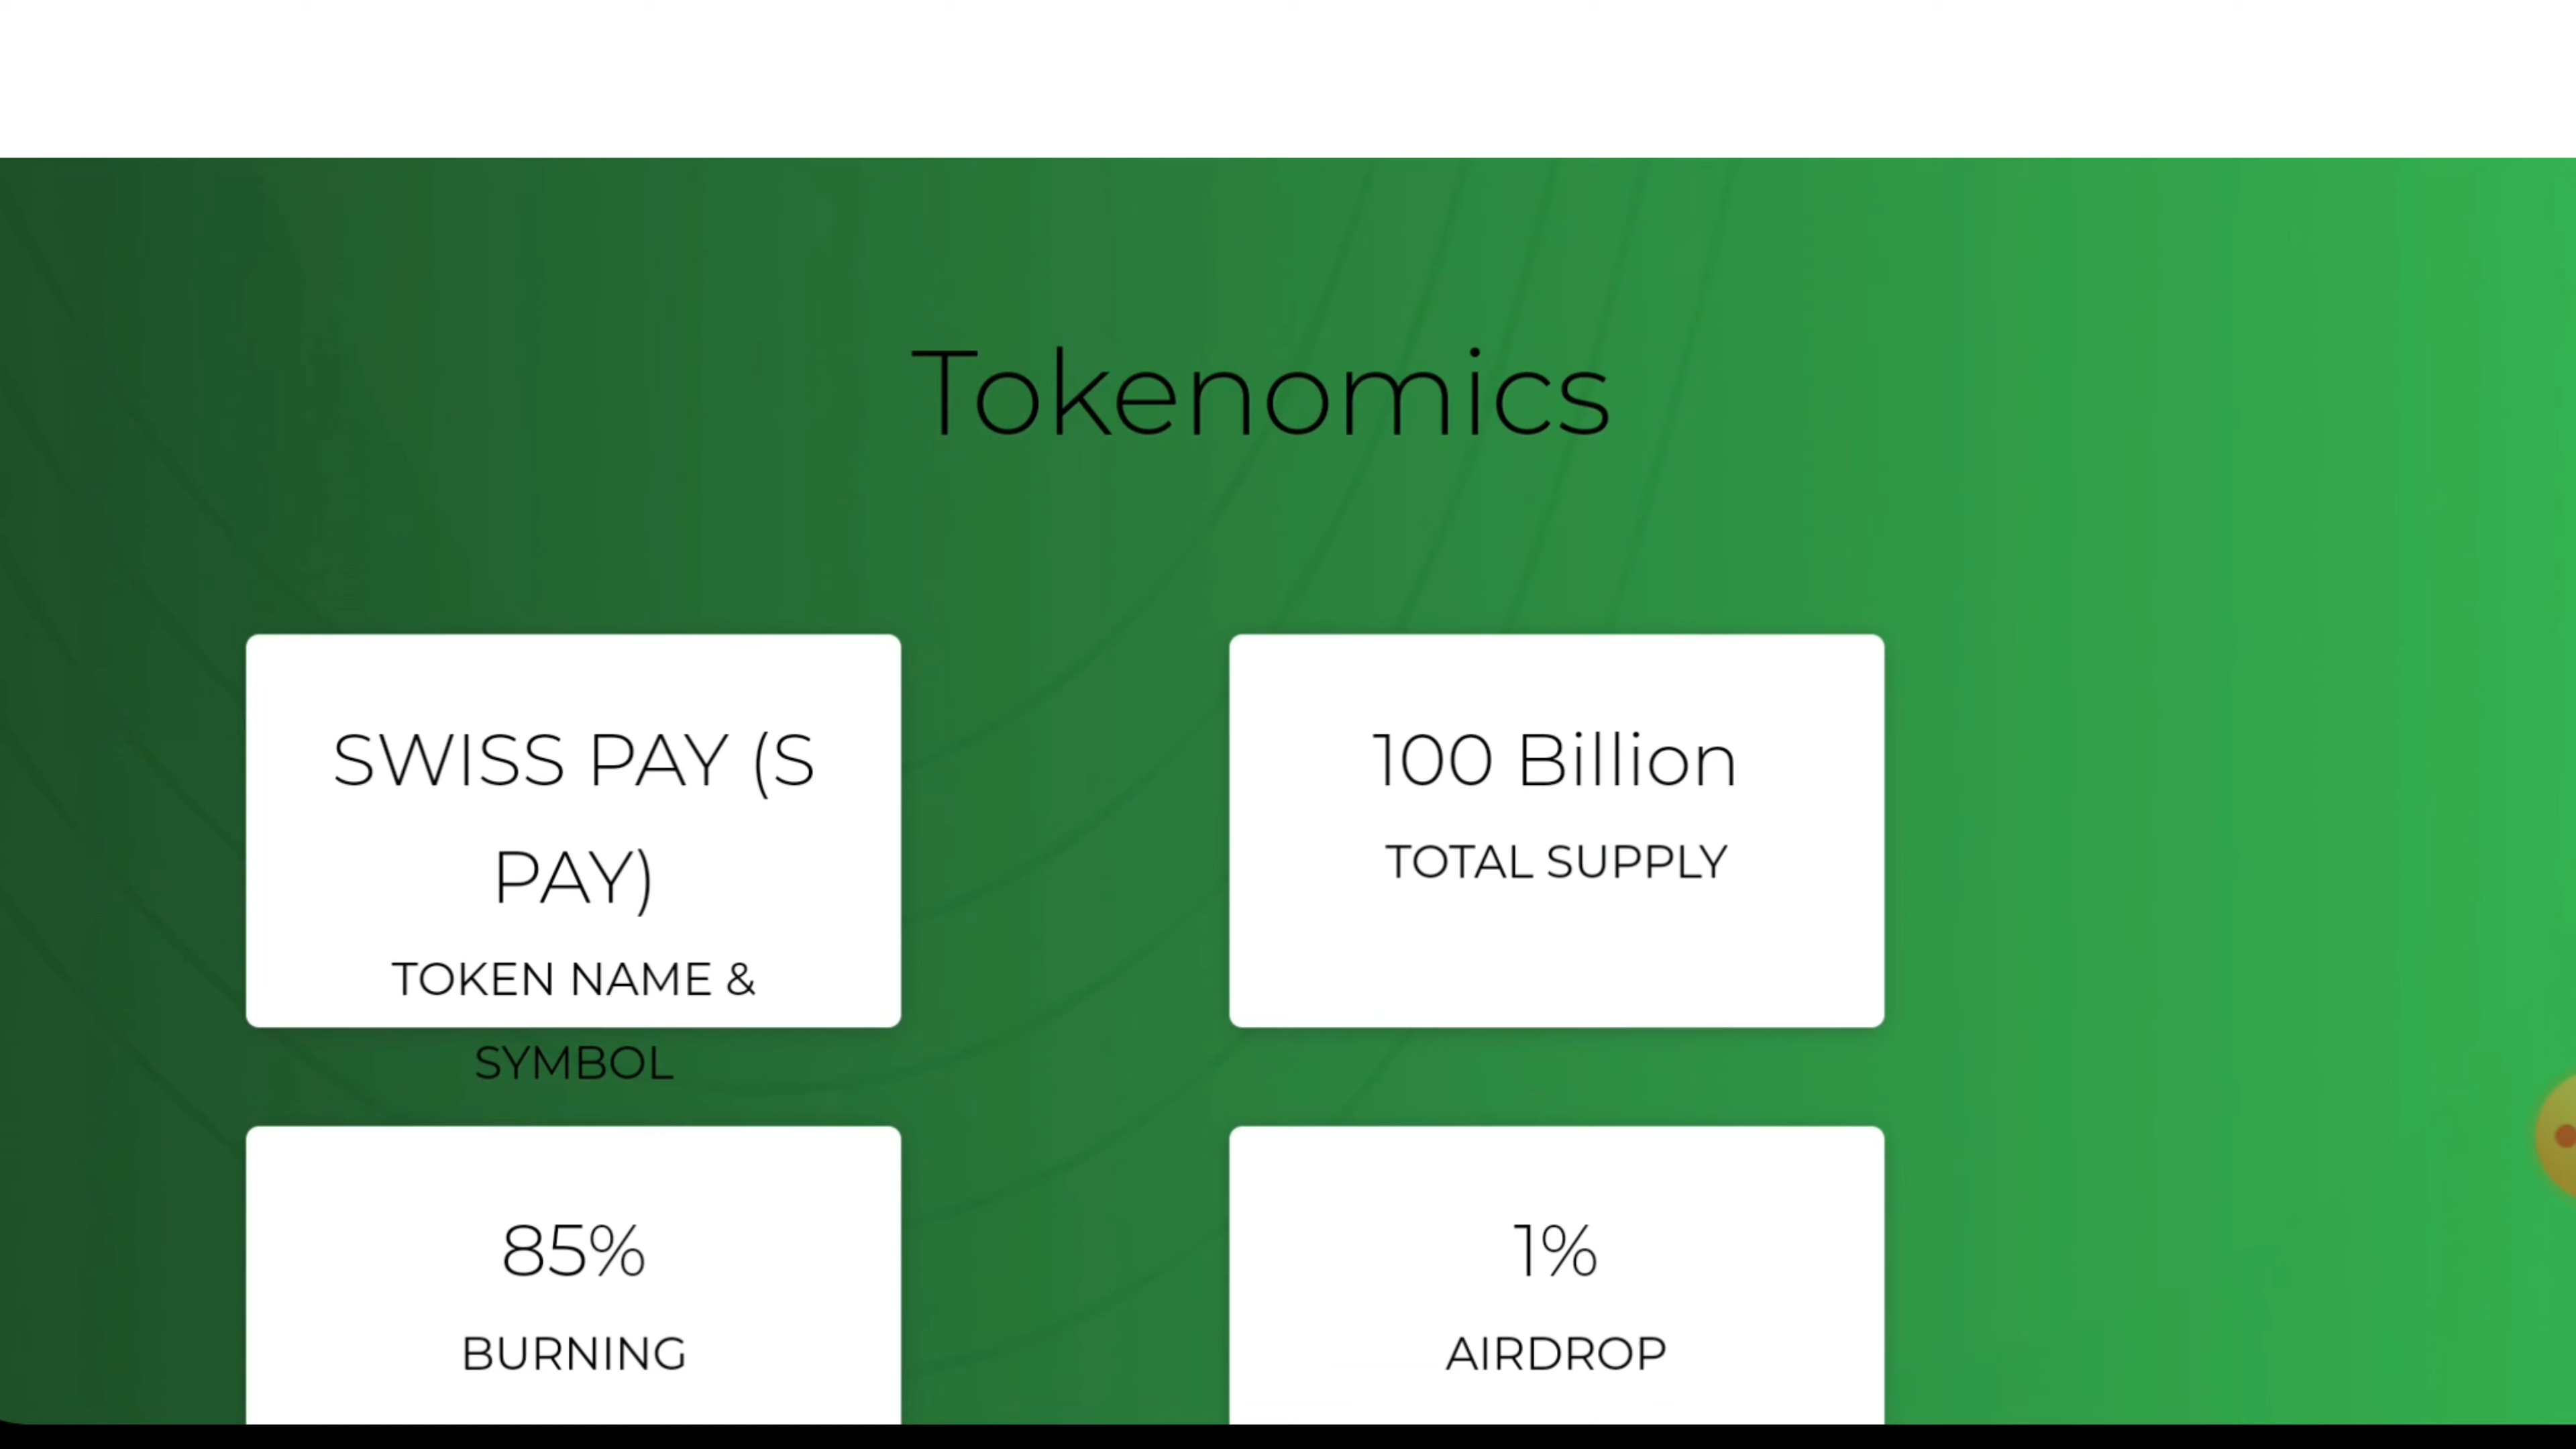 Tokenomics
SWISS PAY (S
PAY)
TOKEN NAME &
SYMBOL
100 Billion
TOTAL SUPPLY
85%
BURNING
1%
AIRDROP